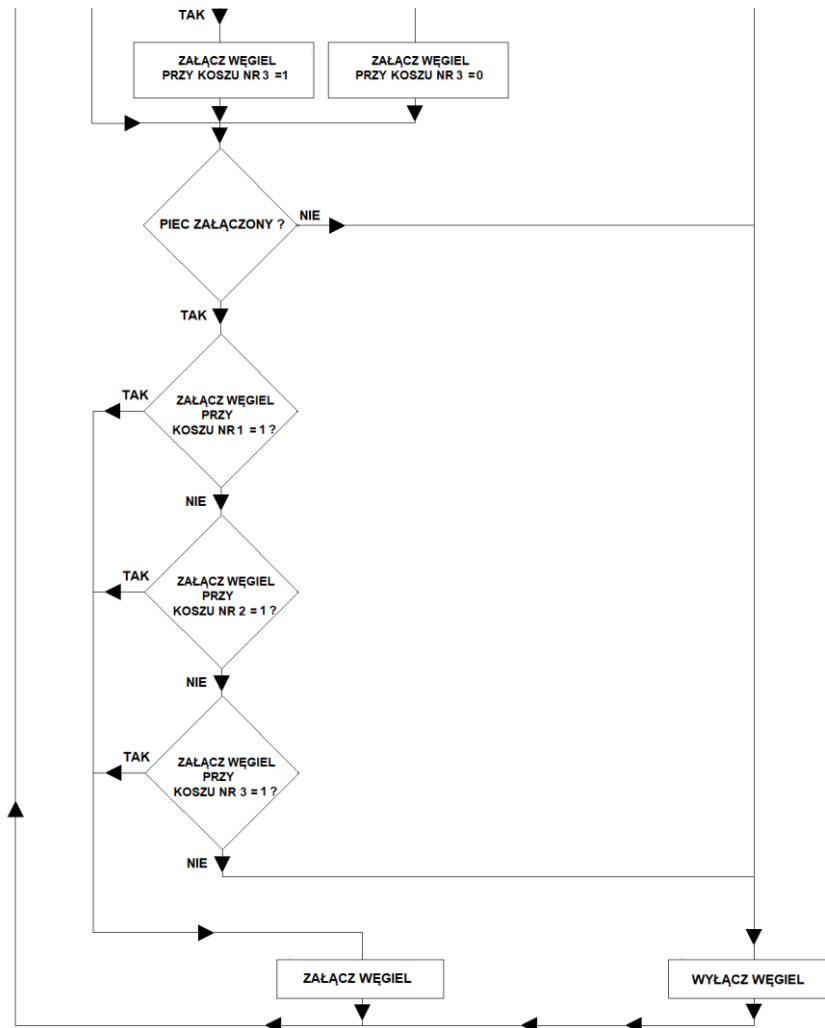 TAK
ZAŁĄCZ WĘGIEL
PRZY KOSZU NR 3 =1
ZAŁĄCZ WĘGIEL
PRZY KOSZU NR 3 =0
PIEC ZAŁĄCZONY ?
NIE
TAK
TAK
ZAŁĄCZ WĘGIEL
PRZY
KOSZU NR 1 = 1 ?
NIE
TAK
ZAŁĄCZ WĘGIEL
PRZY
KOSZU NR 2 = 1 ?
NIE
TAK
ZAŁĄCZ WĘGIEL
PRZY
KOSZU NR 3 = 1 ?
NIE
ZAŁĄCZ WĘGIEL
WYŁĄCZ WĘGIEL